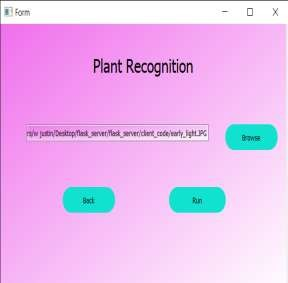 Form
Plant Recognition
rs/w justin/Desktop/flask_server/flask_server/client_code/early_light.JPG
Browse
Back
Run